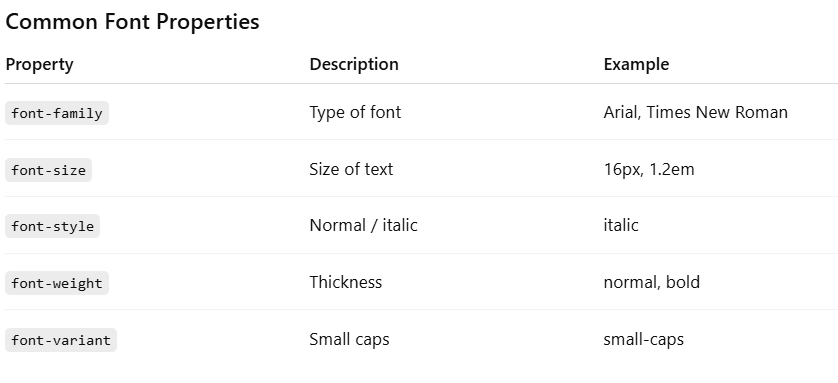 Common Font Properties
Property Description Example
font-family Type of font Arial, Times New Roman
font-size Size of text 16px, 1.2em
font-style Normal / italic italic
font-weight Thickness normal, bold
font-variant Small caps small-caps